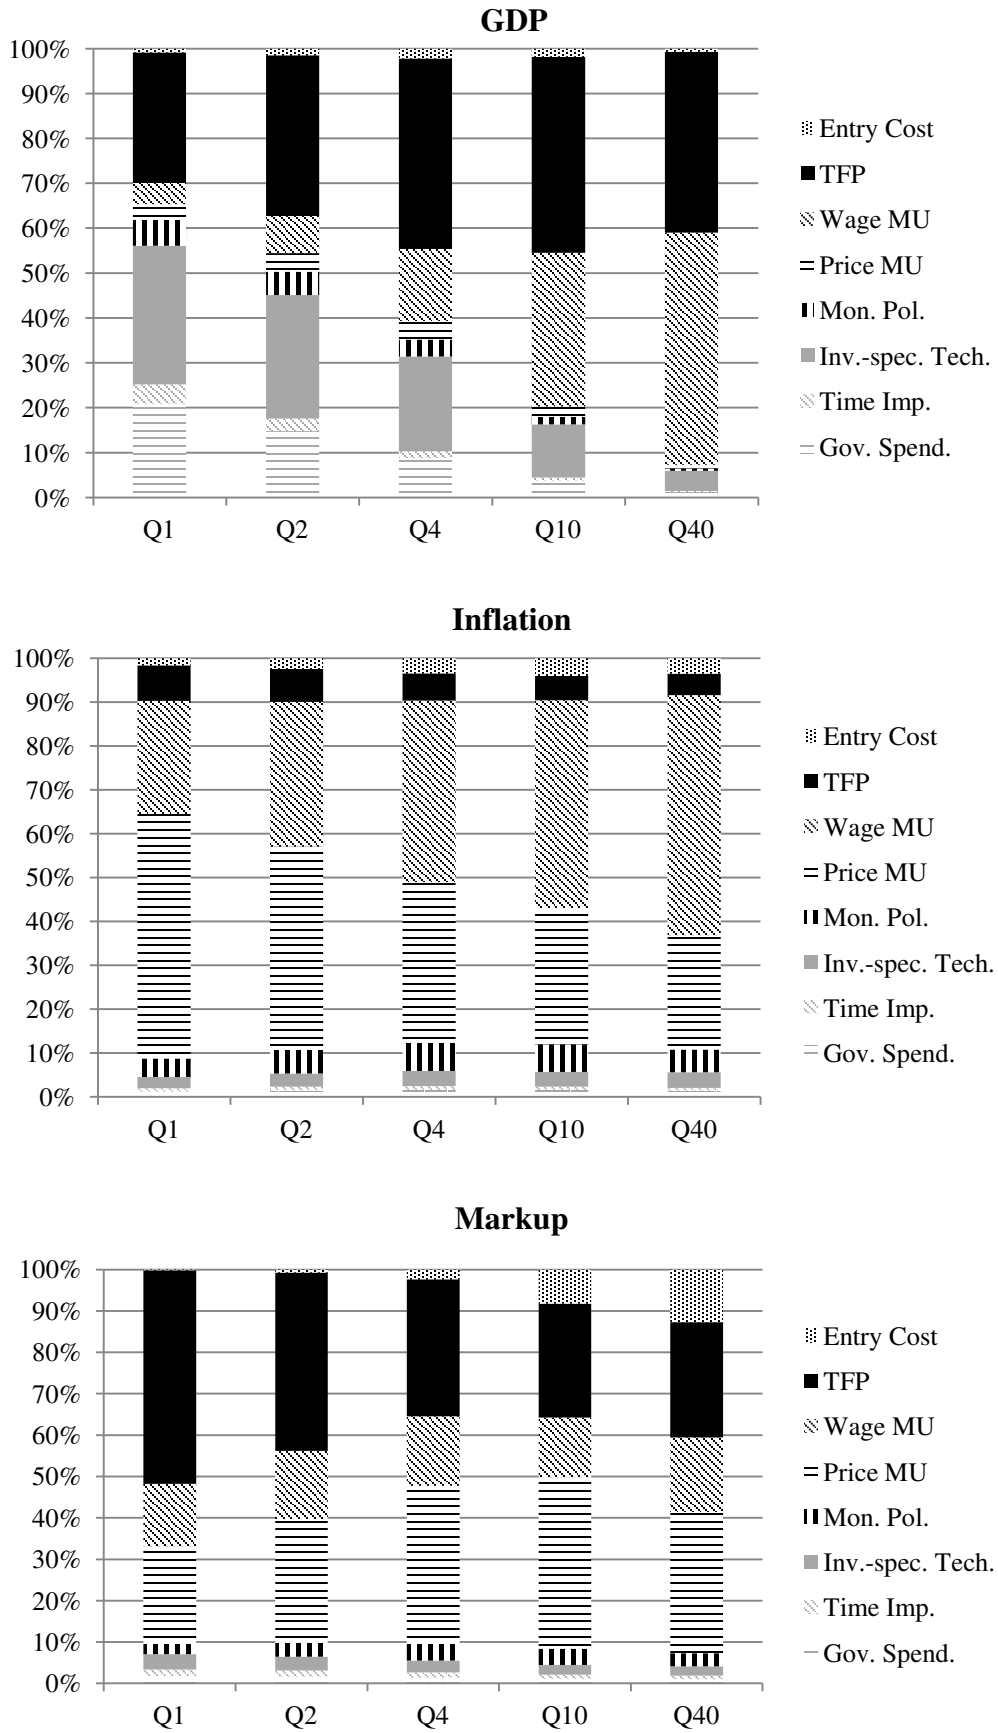 GDP
100%
90%
80%
70%
60%
50%
40%
30%
20%
10%
0%
Q1 Q2 Q4 Q10 Q40
Entry Cost
TFP
Wage MU
Price MU
Mon. Pol.
Inv.-spec. Tech.
Time Imp.
Gov. Spend.
Inflation
100%
90%
80%
70%
60%
50%
40%
30%
20%
10%
0%
Q1 Q2 Q4 Q10 Q40
Entry Cost
TFP
Wage MU
Price MU
Mon. Pol.
Inv.-spec. Tech.
Time Imp.
Gov. Spend.
Markup
100%
90%
80%
70%
60%
50%
40%
30%
20%
10%
0%
Q1 Q2 Q4 Q10 Q40
Entry Cost
TFP
Wage MU
Price MU
Mon. Pol.
Inv.-spec. Tech.
Time Imp.
Gov. Spend.